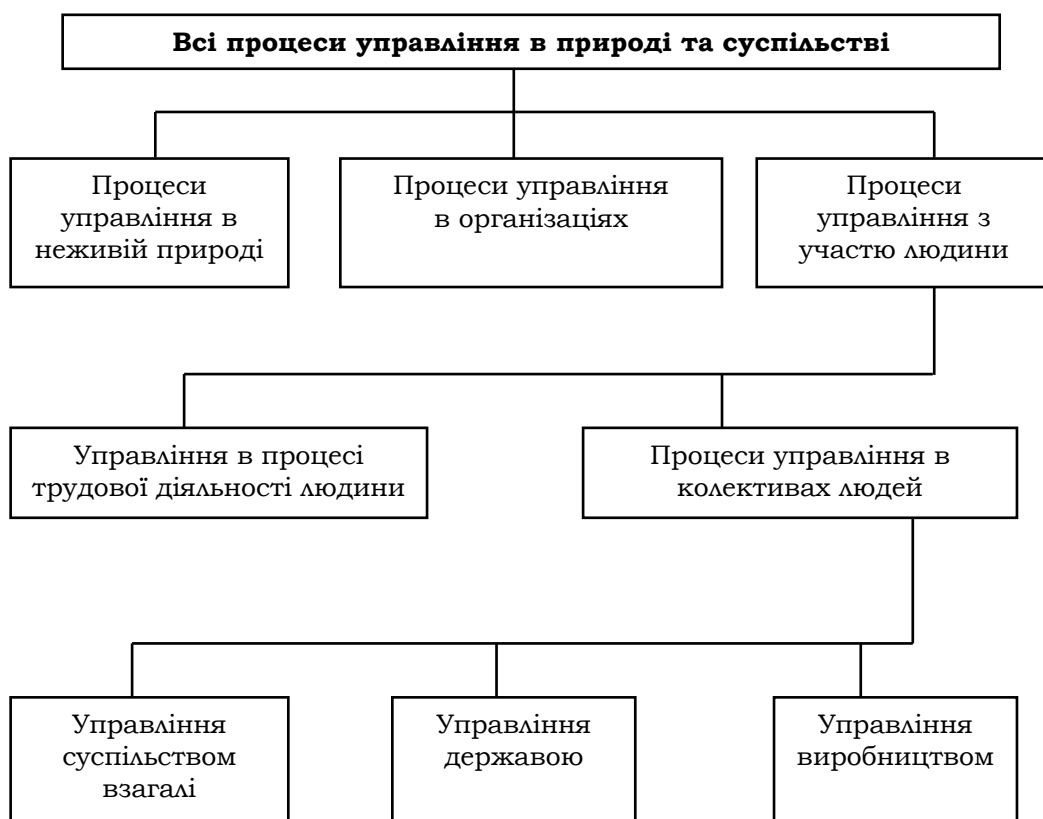 Всі процеси управління в природі та суспільстві
Процеси
управління в
неживій природі
Процеси управління
в організаціях
Процеси
управління з
участю людини
Управління в процесі
трудової діяльності людини
Процеси управління в
колективах людей
Управління
суспільством
взагалі
Управління
державою
Управління
виробництвом